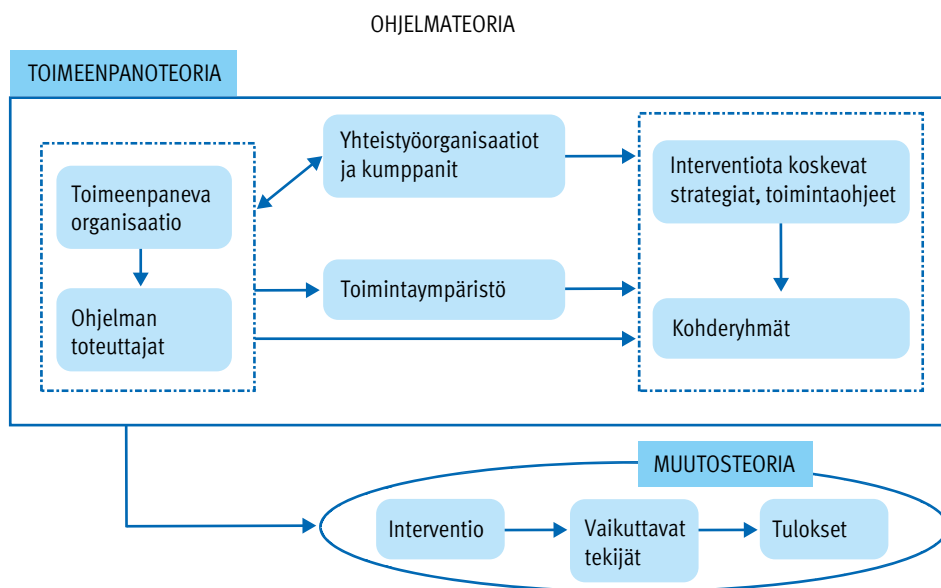 OHJELMATEORIA
TOIMEENPANOTEORIA
Toimeenpaneva
organisaatio
Ohjelman
toteuttajat
Yhteistyöorganisaatiot
ja kumppanit
Toimintaympäristö
Interventiota koskevat
strategiat, toimintaohjeet
Kohderyhmät
MUUTOSTEORIA
Interventio
Vaikuttavat
tekijät
Tulokset